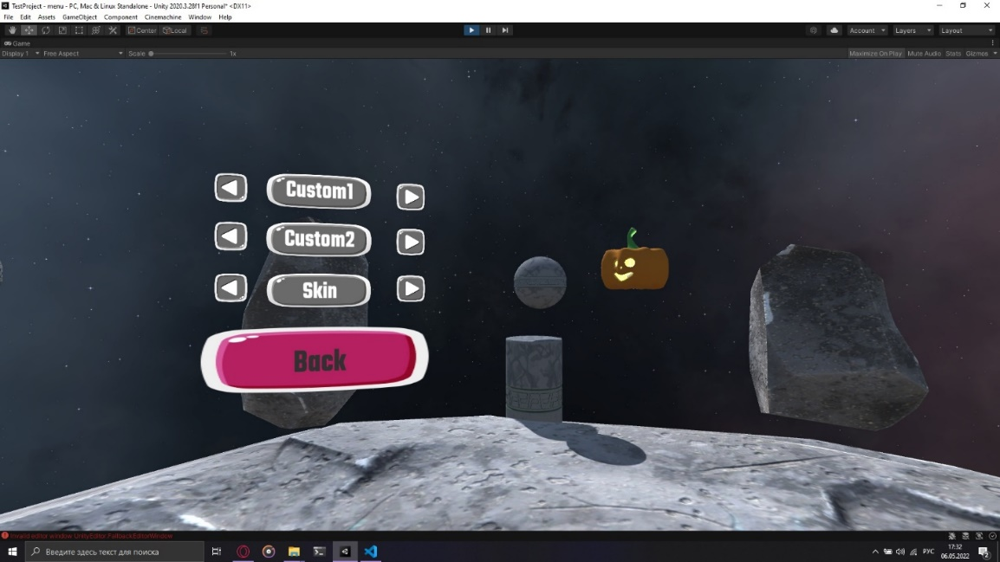 TestProject - menu - PC, Mac & Linux Standalone - Unity 2020.3.28f1 Personal* <DX11>
File Edit Assets GameObject Component Cinemachine Window Help
Center Local Account Layers Layout
Game
Display 1 Free Aspect Scale 1x Maximize On Play Mute Audio Stats Gizmos
Custom1
Custom2
Skin
Back
Invalid editor window UnityEditor.FallbackEditorWindow
Введите здесь текст для поиска
РУС
17:32
06.05.2022
2